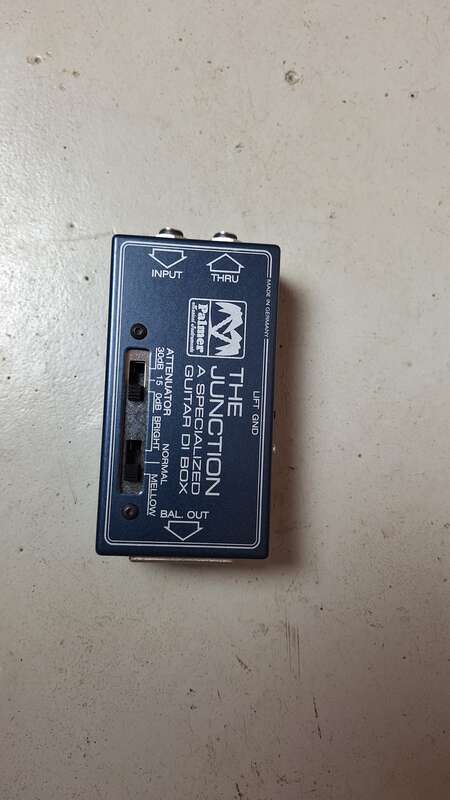 INPUT
THRU
MADE IN GERMANY
Palmer
THE
JUNCTION
A SPECIALIZED
GUITAR DI BOX
LIFT GND
ATTENUATOR
30dB 15 0dB
BRIGHT NORMAL MELLOW
BAL. OUT